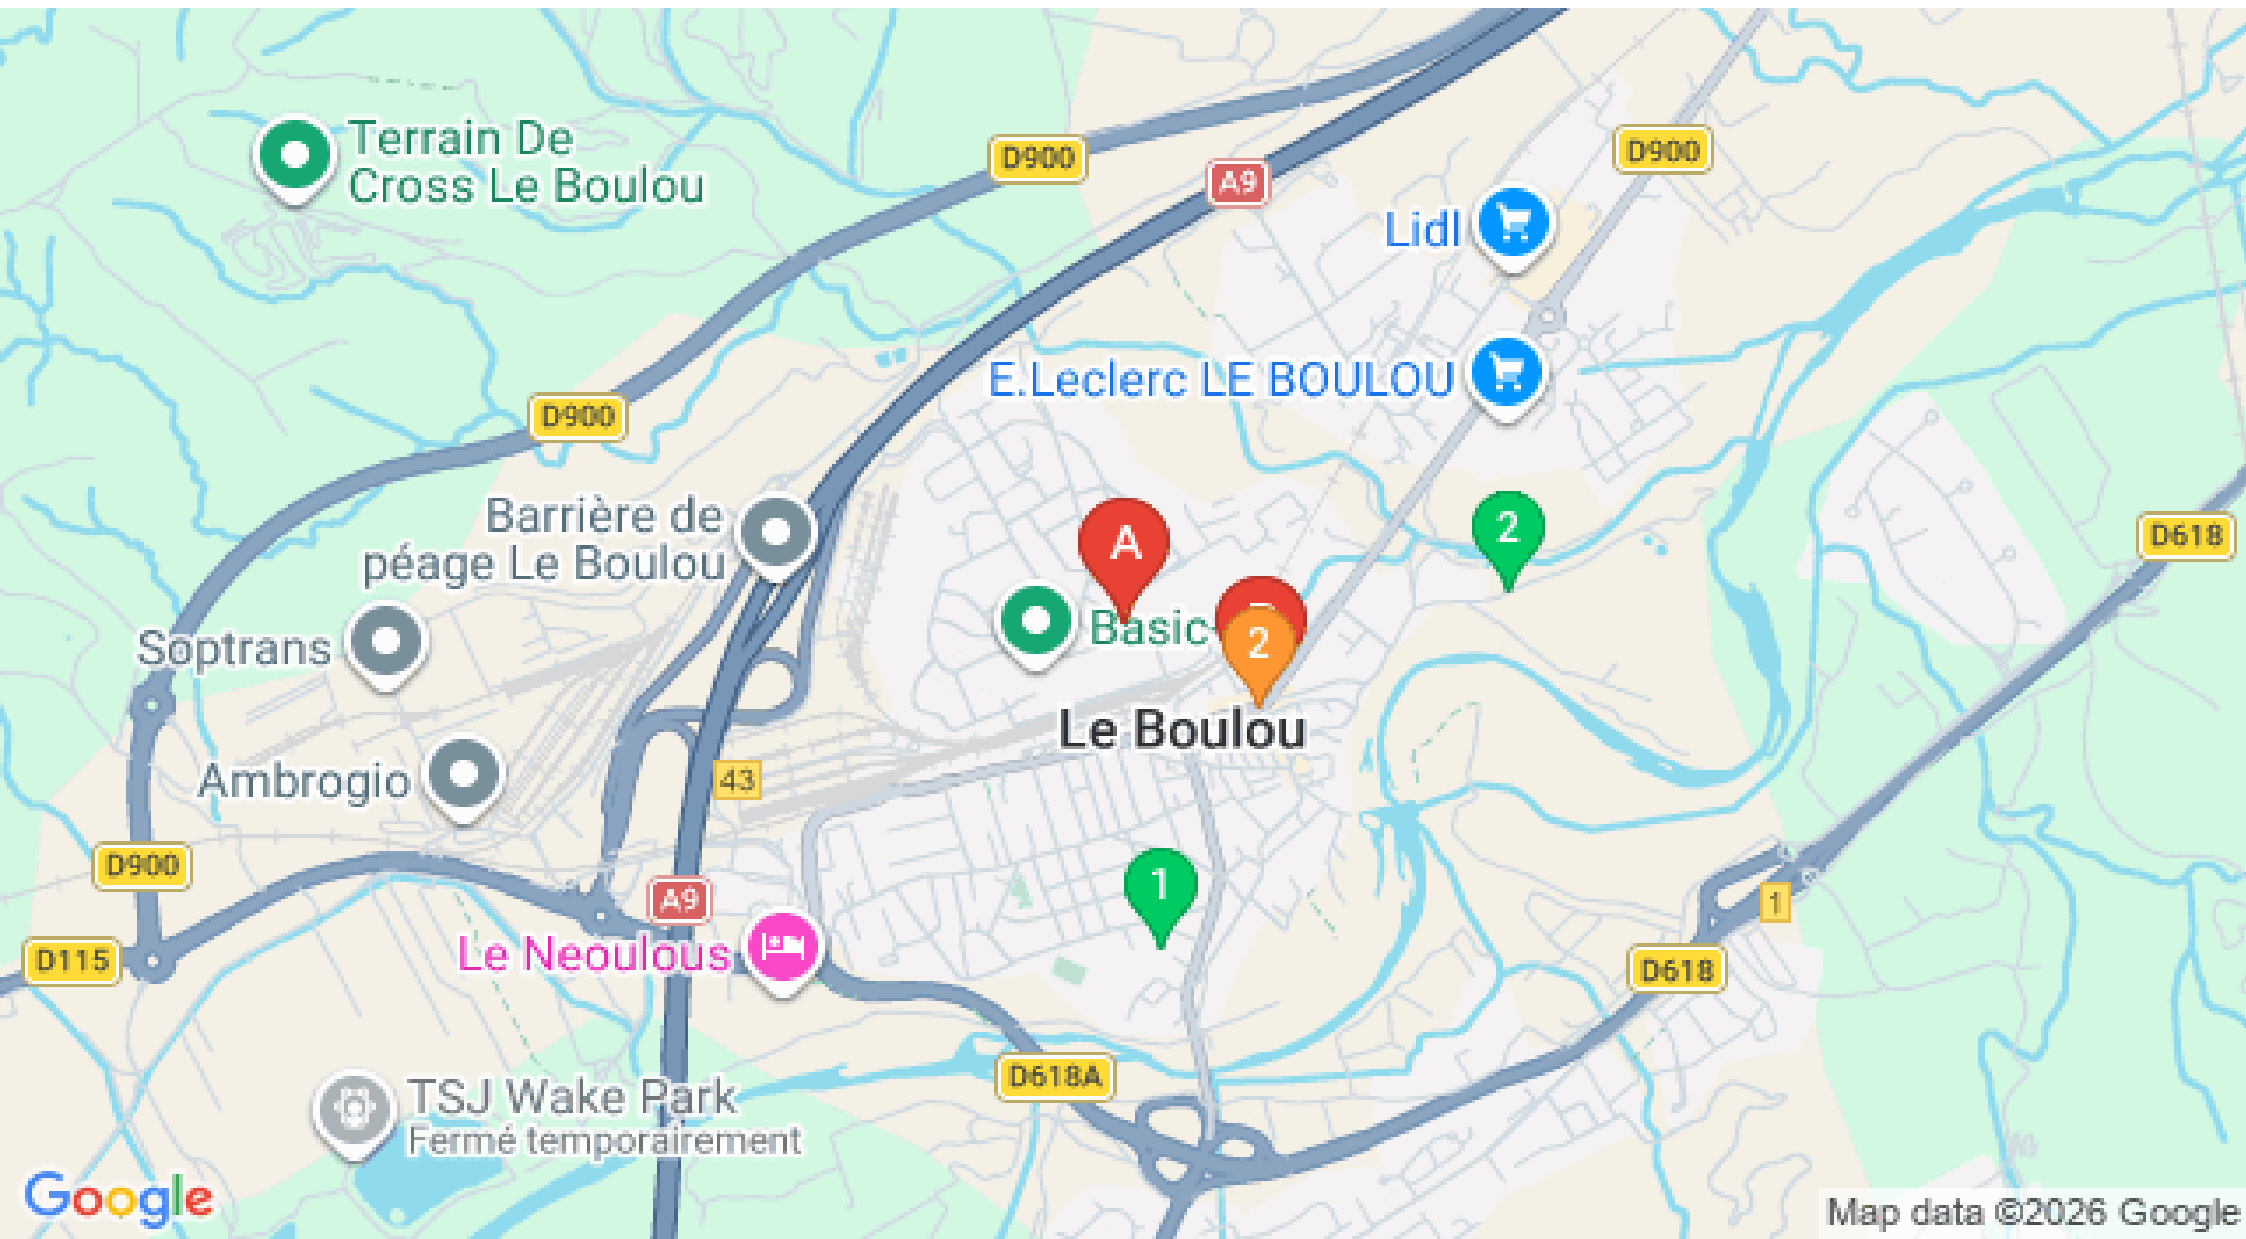 Terrain De
Cross Le Boulou
D900
A9
D900
Lidl
E.Leclerc LE BOULOU
D900
Barrière de
péage Le Boulou
A
2
D618
Soptrans
Basic-
2
Le Boulou
Ambrogio
43
D900
1
A9
1
Le Neoulous
D115
D618
D618A
TSJ Wake Park
Fermé temporairement
Google
Map data ©2026 Google